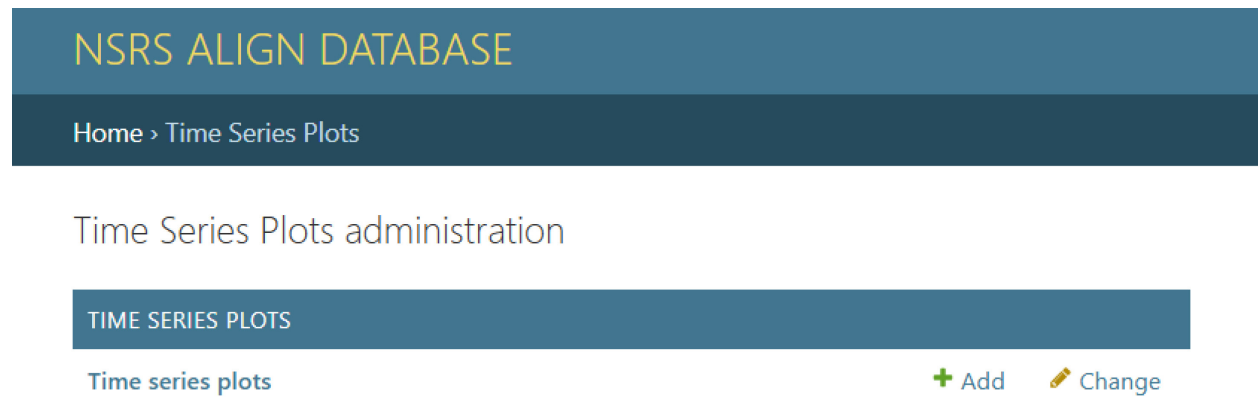 NSRS ALIGN DATABASE
Home › Time Series Plots
Time Series Plots administration
TIME SERIES PLOTS
Time series plots Add Change